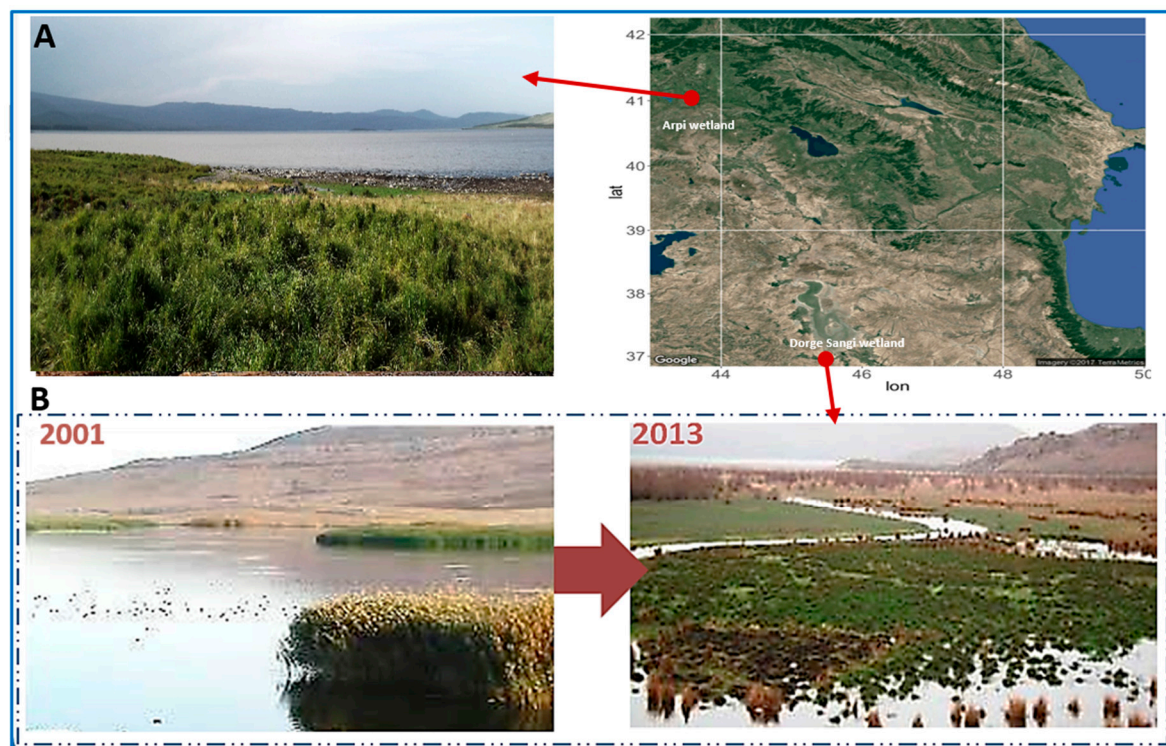 A
42
41
40
39
38
37
lat
Arpi wetland
Dorge Sangi wetland
Google
Imagery ©2017 TerraMetrics
44
46
48
50
lon
B
2001
2013